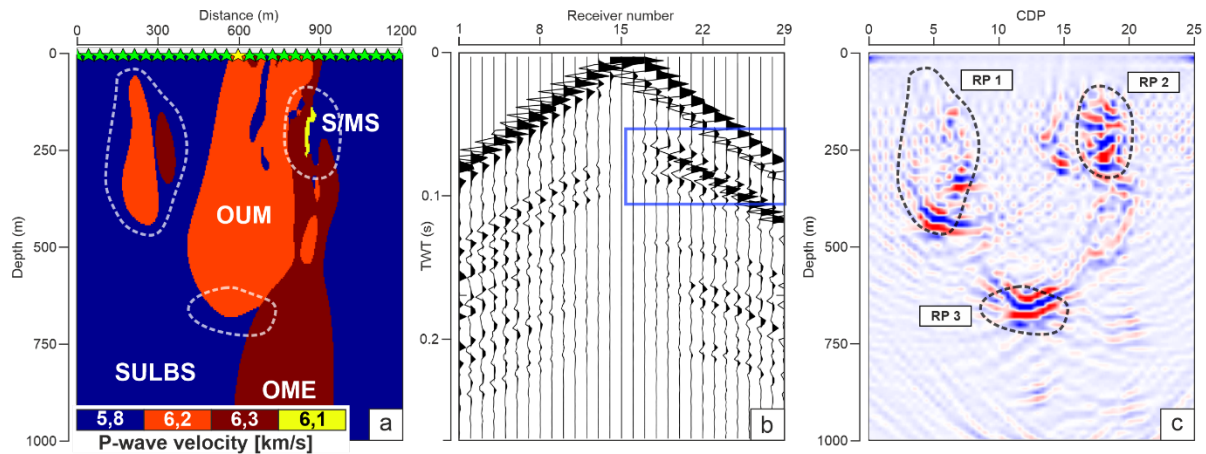 Distance (m)
0 300 600 900 1200
0
250
500
750
1000
Depth (m)
S/MS
OUM
SULBS
OME
5,8 6,2 6,3 6,1
P-wave velocity [km/s]
a
Receiver number
1 8 15 22 29
0
0.1
0.2
TWT (s)
b
CDP
0 5 10 15 20 25
0
250
500
750
1000
Depth (m)
RP 1
RP 2
RP 3
c